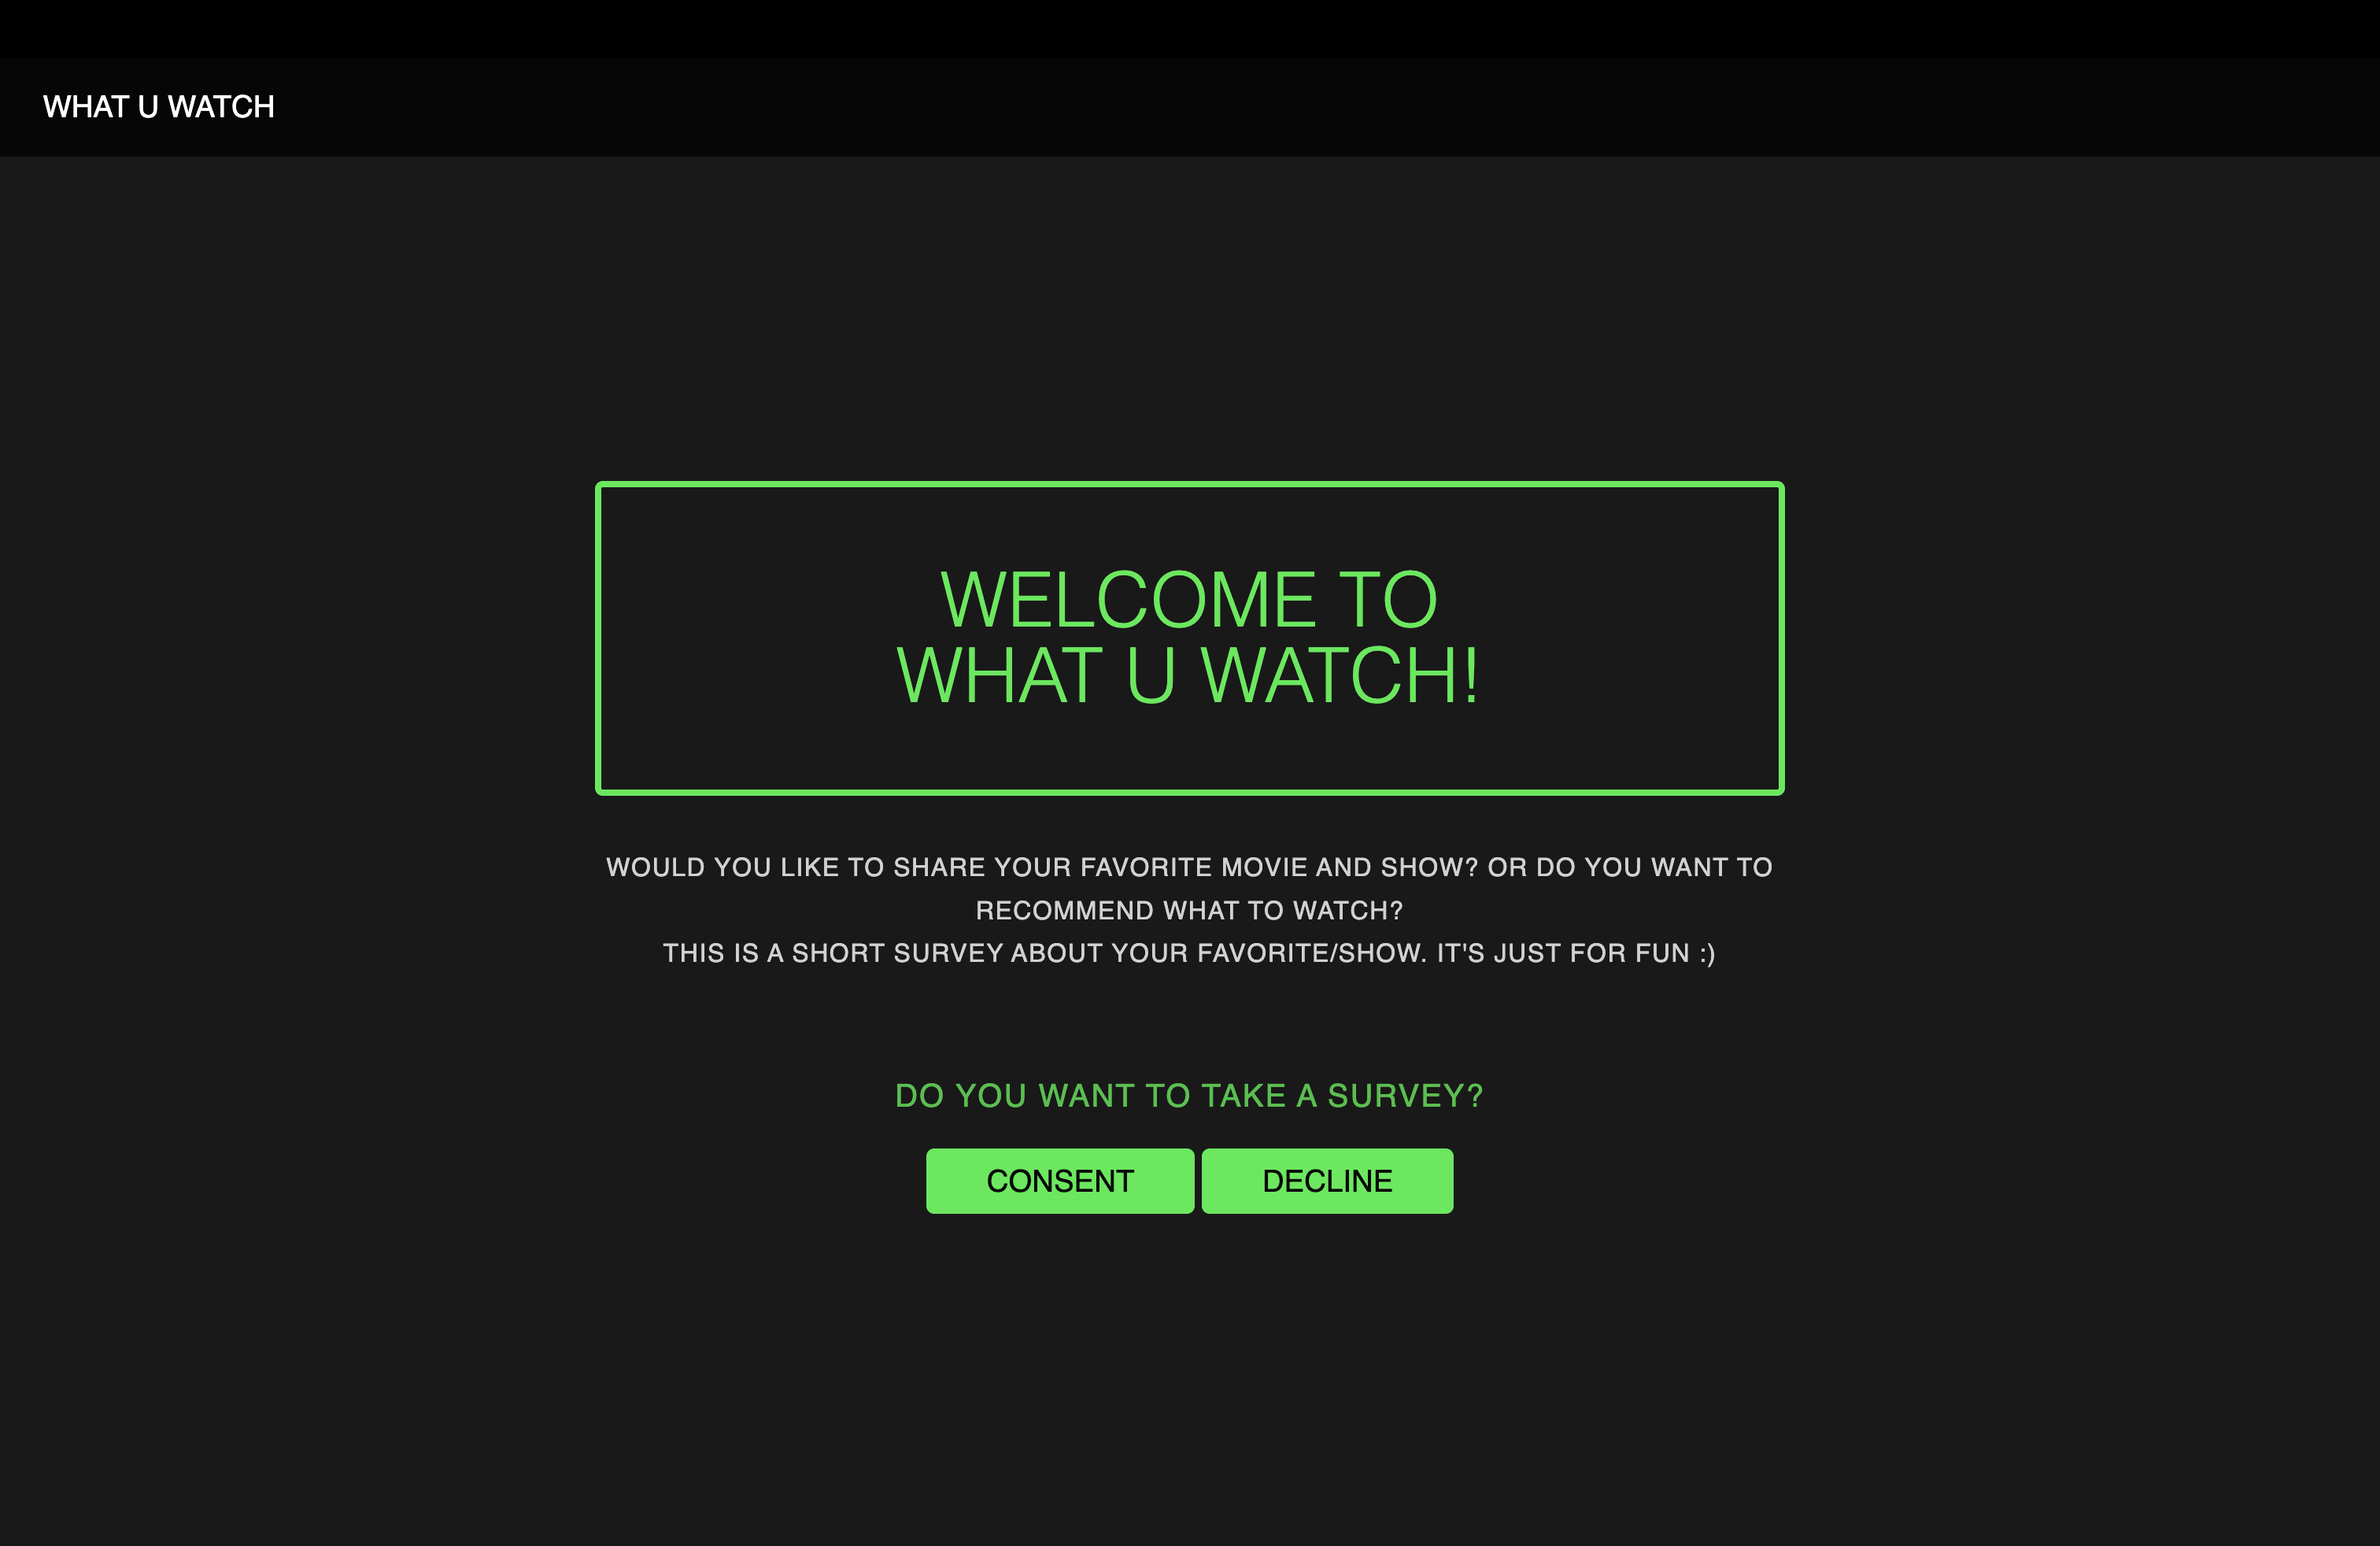 WHAT U WATCH
WELCOME TO
WHAT U WATCH!
WOULD YOU LIKE TO SHARE YOUR FAVORITE MOVIE AND SHOW? OR DO YOU WANT TO
RECOMMEND WHAT TO WATCH?
THIS IS A SHORT SURVEY ABOUT YOUR FAVORITE/SHOW. IT'S JUST FOR FUN :)
DO YOU WANT TO TAKE A SURVEY?
CONSENT DECLINE